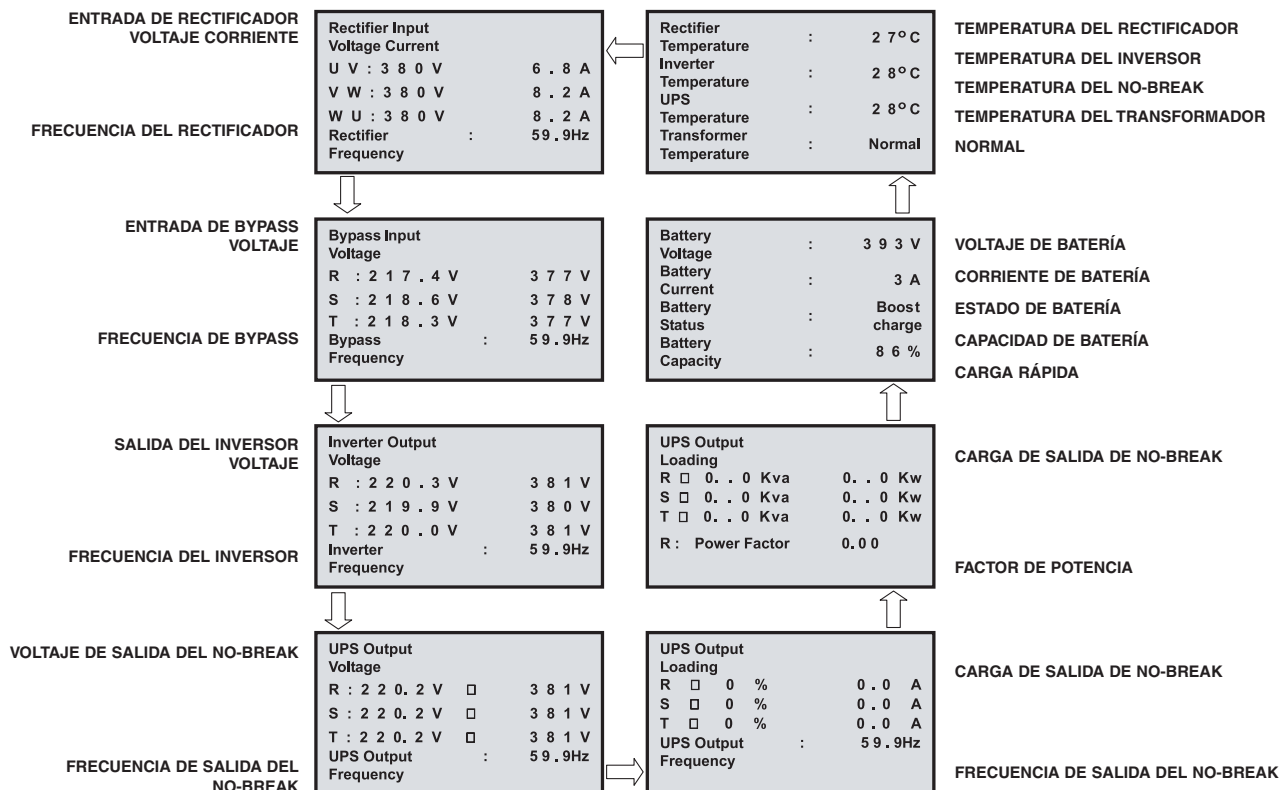 ENTRADA DE RECTIFICADOR
VOLTAJE CORRIENTE
FRECUENCIA DEL RECTIFICADOR
Rectifier Input
Voltage Current
U V : 3 8 0 V 6 . 8 A
V W : 3 8 0 V 8 . 2 A
W U : 3 8 0 V 8 . 2 A
Rectifier : 59.9Hz
Frequency
Rectifier
Temperature : 2 7°C
Inverter
Temperature : 2 8°C
UPS
Temperature : 2 8°C
Transformer
Temperature : Normal
TEMPERATURA DEL RECTIFICADOR
TEMPERATURA DEL INVERSOR
TEMPERATURA DEL NO-BREAK
TEMPERATURA DEL TRANSFORMADOR
NORMAL
ENTRADA DE BYPASS
VOLTAJE
FRECUENCIA DE BYPASS
Bypass Input
Voltage
R : 2 1 7 . 4 V 3 7 7 V
S : 2 1 8 . 6 V 3 7 8 V
T : 2 1 8 . 3 V 3 7 7 V
Bypass : 59.9Hz
Frequency
Battery
Voltage : 3 9 3 V
Battery
Current : 3 A
Battery
Status : Boost
charge
Battery
Capacity : 8 6 %
VOLTAJE DE BATERÍA
CORRIENTE DE BATERÍA
ESTADO DE BATERÍA
CAPACIDAD DE BATERÍA
CARGA RÁPIDA
SALIDA DEL INVERSOR
VOLTAJE
FRECUENCIA DEL INVERSOR
Inverter Output
Voltage
R : 2 2 0 . 3 V 3 8 1 V
S : 2 1 9 . 9 V 3 8 0 V
T : 2 2 0 . 0 V 3 8 1 V
Inverter : 59.9Hz
Frequency
UPS Output
Loading
R □ 0. . 0 Kva 0. . 0 Kw
S □ 0. . 0 Kva 0. . 0 Kw
T □ 0. . 0 Kva 0. . 0 Kw
R : Power Factor 0.00
CARGA DE SALIDA DE NO-BREAK
FACTOR DE POTENCIA
VOLTAJE DE SALIDA DEL NO-BREAK
FRECUENCIA DE SALIDA DEL
NO-BREAK
UPS Output
Voltage
R : 2 2 0. 2 V □ 3 8 1 V
S : 2 2 0. 2 V □ 3 8 1 V
T : 2 2 0. 2 V □ 3 8 1 V
UPS Output : 59.9Hz
Frequency
UPS Output
Loading
R □ 0 % 0.0 A
S □ 0 % 0.0 A
T □ 0 % 0.0 A
UPS Output : 59.9Hz
Frequency
CARGA DE SALIDA DE NO-BREAK
FRECUENCIA DE SALIDA DEL NO-BREAK